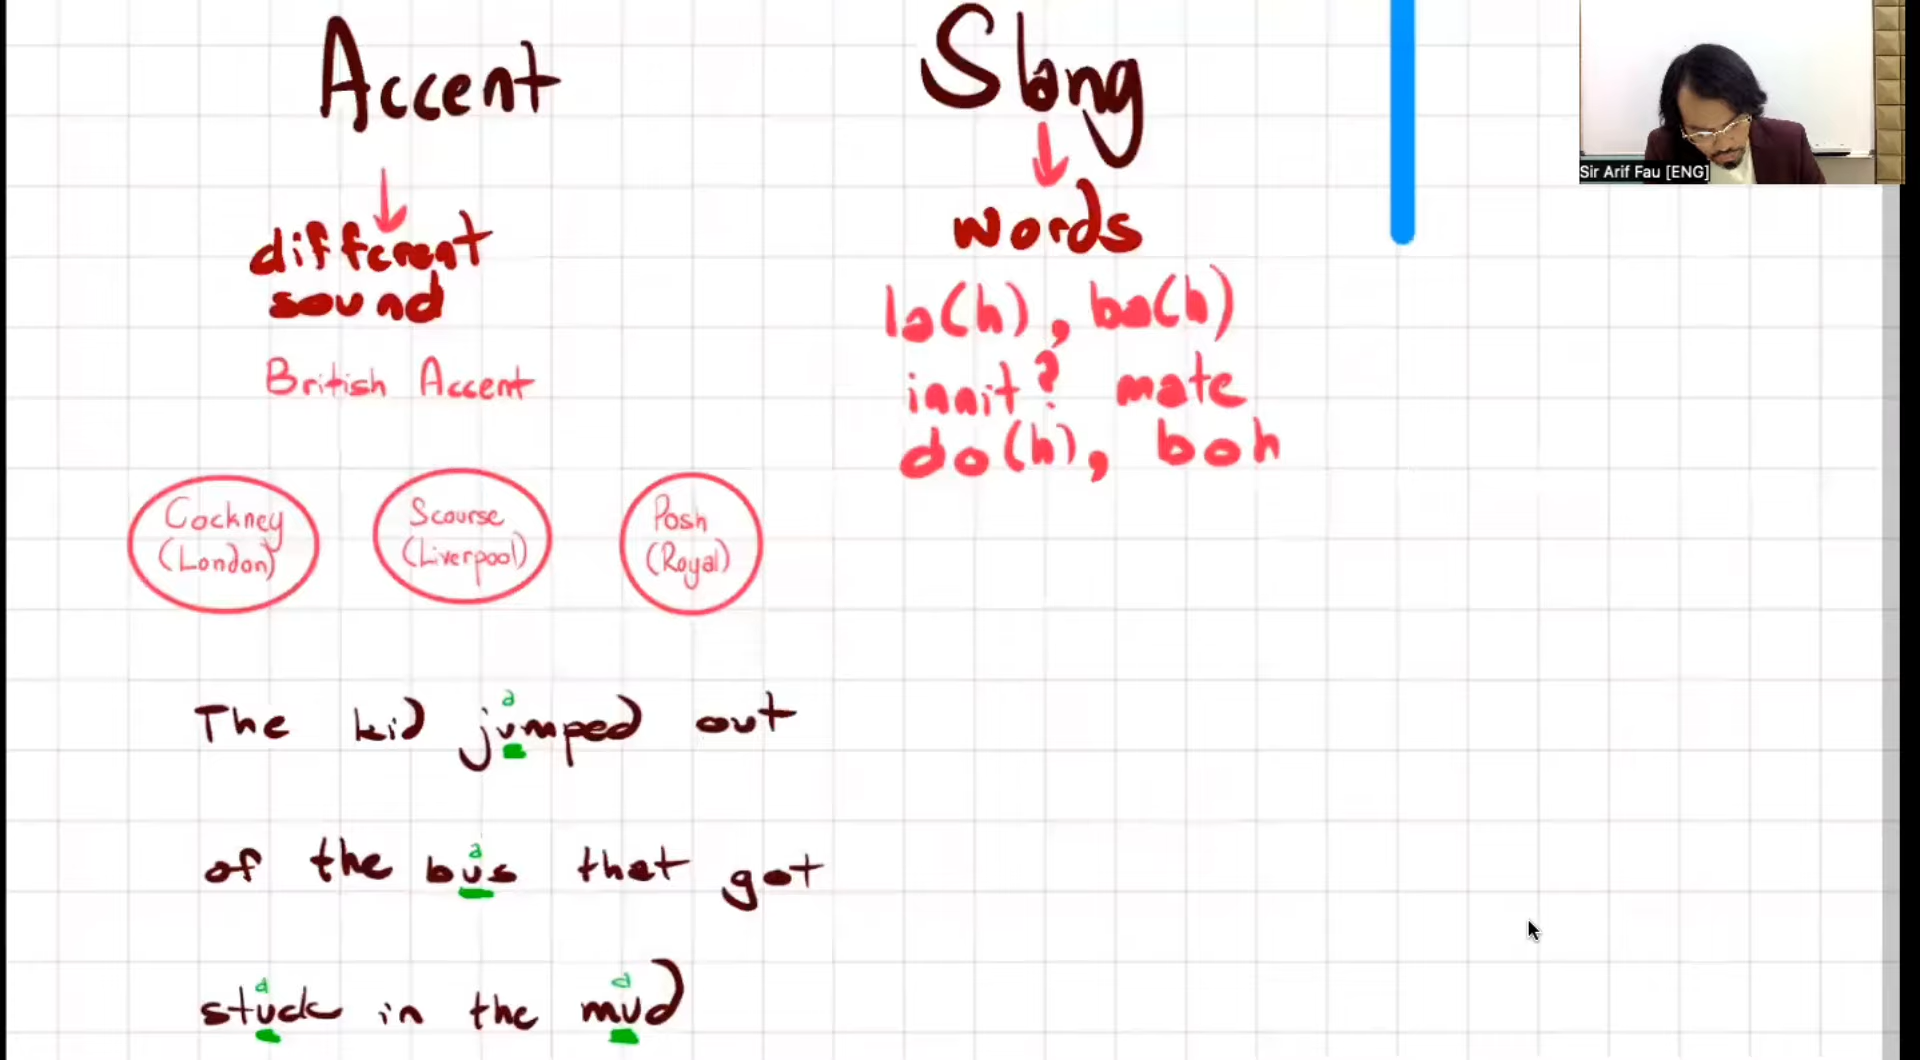 Accent
different
sound
British Accent
Cockney
(London)
Scourse
(Liverpool)
Posh
(Royal)
The kid jumped out
a
of the bus that got
a
stuck in the mud
a a
Slang
words
la(h), ba(h)
innit? mate
do(h), boh
Sir Arif Fau [ENG]